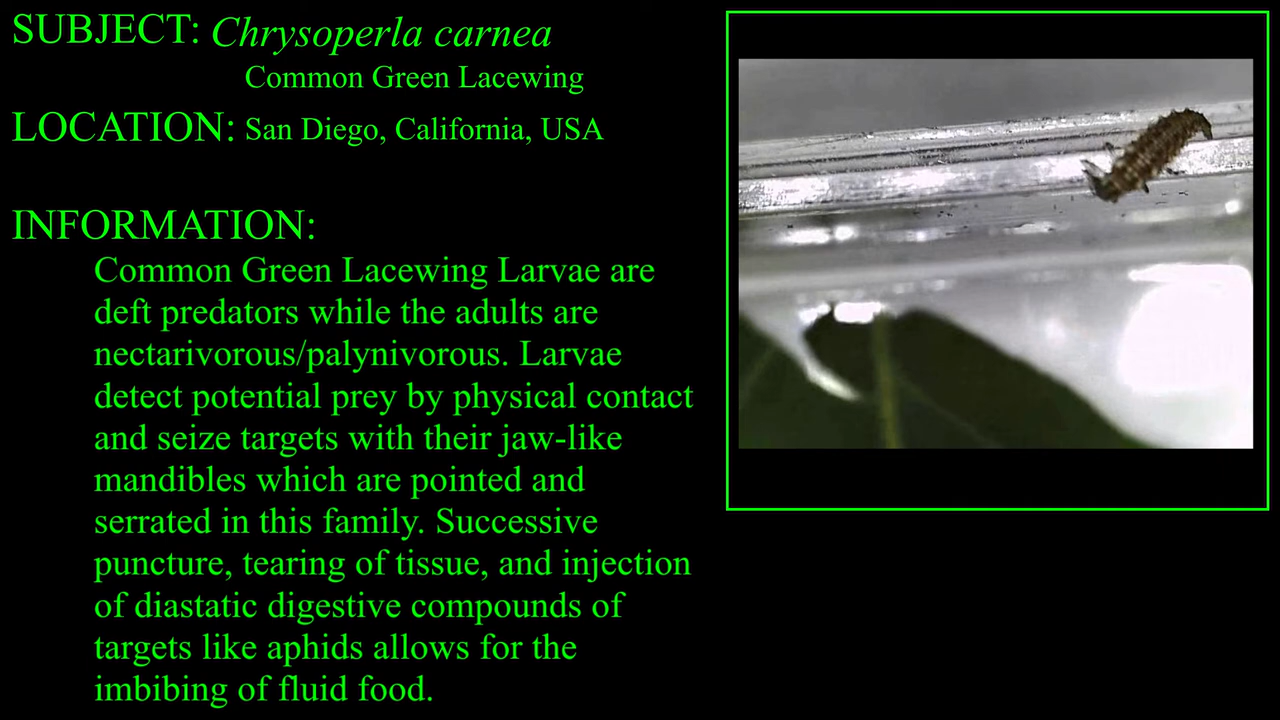 SUBJECT: Chrysoperla carnea
Common Green Lacewing
LOCATION: San Diego, California, USA
INFORMATION:
Common Green Lacewing Larvae are
deft predators while the adults are
nectarivorous/palynivorous. Larvae
detect potential prey by physical contact
and seize targets with their jaw-like
mandibles which are pointed and
serrated in this family. Successive
puncture, tearing of tissue, and injection
of diastatic digestive compounds of
targets like aphids allows for the
imbibing of fluid food.